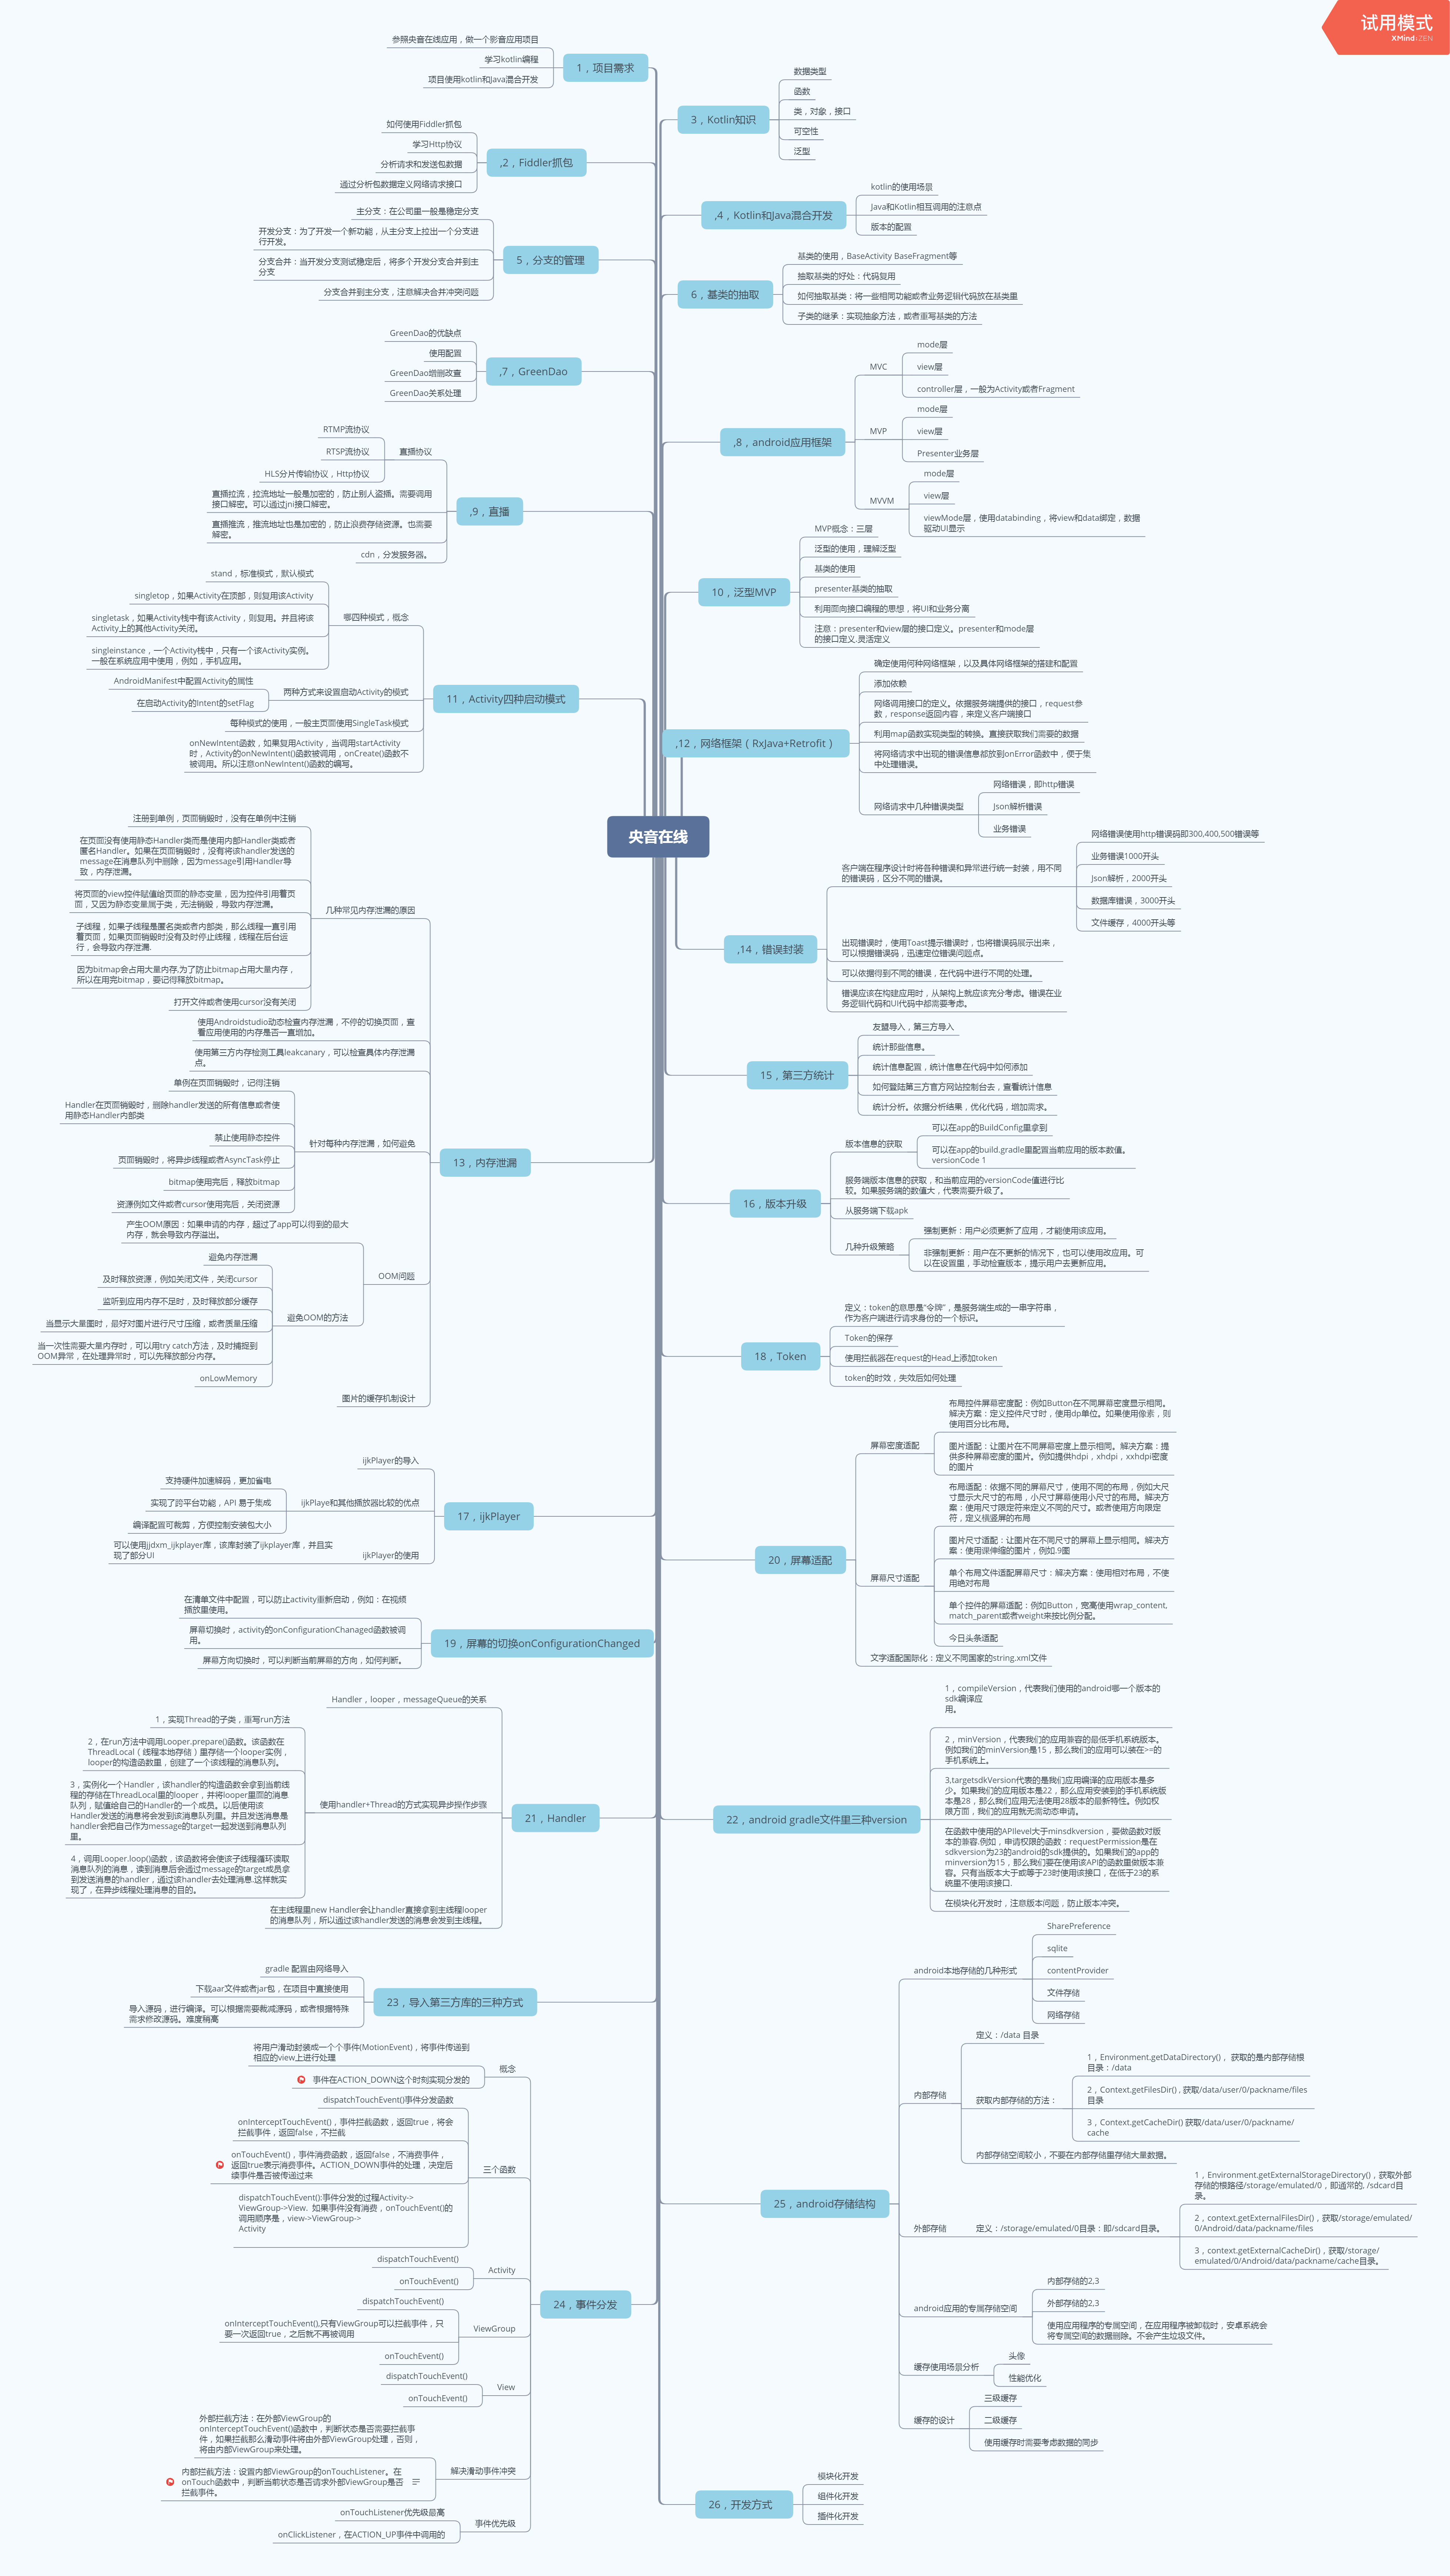 试用模式
XMind:ZEN
央音在线
1，项目需求
参照央音在线应用，做一个影音应用项目
学习kotlin编程
项目使用kotlin和Java混合开发
,2，Fiddler抓包
如何使用Fiddler抓包
学习Http协议
分析请求和发送包数据
通过分析包数据定义网络请求接口
3，Kotlin知识
数据类型
函数
类，对象，接口
可空性
泛型
,4，Kotlin和Java混合开发
kotlin的使用场景
Java和Kotlin相互调用的注意点
版本的配置
5，分支的管理
主分支：在公司里一般是稳定分支
开发分支：为了开发一个新功能，从主分支上拉出一个分支进
行开发。
分支合并：当开发分支测试稳定后，将多个开发分支合并到主
分支
分支合并到主分支，注意解决合并冲突问题
6，基类的抽取
基类的使用，BaseActivity BaseFragment等
抽取基类的好处：代码复用
如何抽取基类：将一些相同功能或者业务逻辑代码放在基类里
子类的继承：实现抽象方法，或者重写基类的方法
,7，GreenDao
GreenDao的优缺点
使用配置
GreenDao增删改查
GreenDao关系处理
,8，android应用框架
MVC
mode层
view层
controller层，一般为Activity或者Fragment
MVP
mode层
view层
Presenter业务层
MVVM
mode层
view层
viewMode层，使用databinding，将view和data绑定，数据
驱动UI显示
,9，直播
直播协议
RTMP流协议
RTSP流协议
HLS分片传输协议，Http协议
直播拉流，拉流地址一般是加密的，防止别人盗播。需要调用
接口解密。可以通过jni接口解密。
直播推流，推流地址也是加密的，防止浪费存储资源。也需要
解密。
cdn，分发服务器。
10，泛型MVP
MVP概念：三层
泛型的使用，理解泛型
基类的使用
presenter基类的抽取
利用面向接口编程的思想，将UI和业务分离
注意：presenter和view层的接口定义。presenter和mode层
的接口定义.灵活定义
11，Activity四种启动模式
哪四种模式，概念
stand，标准模式，默认模式
singletop，如果Activity在顶部，则复用该Activity
singletask，如果Activity栈中有该Activity，则复用。并且将该
Activity上的其他Activity关闭。
singleinstance，一个Activity栈中，只有一个该Activity实例。
一般在系统应用中使用，例如，手机应用。
两种方式来设置启动Activity的模式
AndroidManifest中配置Activity的属性
在启动Activity的Intent的setFlag
每种模式的使用，一般主页面使用SingleTask模式
onNewIntent函数，如果复用Activity，当调用startActivity
时，Activity的onNewIntent()函数被调用，onCreate()函数不
被调用。所以注意onNewIntent()函数的编写。
,12，网络框架（RxJava+Retrofit）
确定使用何种网络框架，以及具体网络框架的搭建和配置
添加依赖
网络调用接口的定义。依据服务端提供的接口，request参
数，response返回内容，来定义客户端接口
利用map函数实现类型的转换。直接获取我们需要的数据
将网络请求中出现的错误信息都放到onError函数中，便于集
中处理错误。
网络请求中几种错误类型
网络错误，即http错误
Json解析错误
业务错误
13，内存泄漏
几种常见内存泄漏的原因
注册到单例，页面销毁时，没有在单例中注销
在页面没有使用静态Handler类而是使用内部Handler类或者
匿名Handler。如果在页面销毁时，没有将该handler发送的
message在消息队列中删除，因为message引用Handler导
致，内存泄漏。
将页面的view控件赋值给页面的静态变量，因为控件引用着页
面，又因为静态变量属于类，无法销毁，导致内存泄漏。
子线程，如果子线程是匿名类或者内部类，那么线程一直引用
着页面，如果页面销毁时没有及时停止线程，线程在后台运
行，会导致内存泄漏.
因为bitmap会占用大量内存.为了防止bitmap占用大量内存，
所以在用完bitmap，要记得释放bitmap。
打开文件或者使用cursor没有关闭
使用Androidstudio动态检查内存泄漏，不停的切换页面，查
看应用使用的内存是否一直增加。
使用第三方内存检测工具leakcanary，可以检查具体内存泄漏
点。
针对每种内存泄漏，如何避免
单例在页面销毁时，记得注销
Handler在页面销毁时，删除handler发送的所有信息或者使
用静态Handler内部类
禁止使用静态控件
页面销毁时，将异步线程或者AsyncTask停止
bitmap使用完后，释放bitmap
资源例如文件或者cursor使用完后，关闭资源
OOM问题
产生OOM原因：如果申请的内存，超过了app可以得到的最大
内存，就会导致内存溢出。
避免OOM的方法
避免内存泄漏
及时释放资源，例如关闭文件，关闭cursor
监听到应用内存不足时，及时释放部分缓存
当显示大量图时，最好对图片进行尺寸压缩，或者质量压缩
当一次性需要大量内存时，可以用try catch方法，及时捕捉到
OOM异常，在处理异常时，可以先释放部分内存。
onLowMemory
图片的缓存机制设计
,14，错误封装
客户端在程序设计时将各种错误和异常进行统一封装，用不同
的错误码，区分不同的错误。
网络错误使用http错误码即300,400,500错误等
业务错误1000开头
Json解析，2000开头
数据库错误，3000开头
文件缓存，4000开头等
出现错误时，使用Toast提示错误时，也将错误码展示出来，
可以根据错误码，迅速定位错误问题点。
可以依据得到不同的错误，在代码中进行不同的处理。
错误应该在构建应用时，从架构上就应该充分考虑。错误在业
务逻辑代码和UI代码中都需要考虑。
15，第三方统计
友盟导入，第三方导入
统计那些信息。
统计信息配置，统计信息在代码中如何添加
如何登陆第三方官方网站控制台去，查看统计信息
统计分析。依据分析结果，优化代码，增加需求。
16，版本升级
版本信息的获取
可以在app的BuildConfig里拿到
可以在app的build.gradle里配置当前应用的版本数值。
versionCode 1
服务端版本信息的获取，和当前应用的versionCode值进行比
较。如果服务端的数值大，代表需要升级了。
从服务端下载apk
几种升级策略
强制更新：用户必须更新了应用，才能使用该应用。
非强制更新：用户在不更新的情况下，也可以使用改应用。可
以在设置里，手动检查版本，提示用户去更新应用。
17，ijkPlayer
ijkPlayer的导入
ijkPlaye和其他播放器比较的优点
支持硬件加速解码，更加省电
实现了跨平台功能，API 易于集成
编译配置可裁剪，方便控制安装包大小
ijkPlayer的使用
可以使用jjdxm_ijkplayer库，该库封装了ijkplayer库，并且实
现了部分UI
18，Token
定义：token的意思是“令牌”，是服务端生成的一串字符串，
作为客户端进行请求身份的一个标识。
Token的保存
使用拦截器在request的Head上添加token
token的时效，失效后如何处理
19，屏幕的切换onConfigurationChanged
在清单文件中配置，可以防止activity重新启动，例如：在视频
播放里使用。
屏幕切换时，activity的onConfigurationChanaged函数被调
用。
屏幕方向切换时，可以判断当前屏幕的方向，如何判断。
20，屏幕适配
屏幕密度适配
布局控件屏幕密度配：例如Button在不同屏幕密度显示相同。
解决方案：定义控件尺寸时，使用dp单位。如果使用像素，则
使用百分比布局。
图片适配：让图片在不同屏幕密度上显示相同。解决方案：提
供多种屏幕密度的图片。例如提供hdpi，xhdpi，xxhdpi密度
的图片
屏幕尺寸适配
布局适配：依据不同的屏幕尺寸，使用不同的布局，例如大尺
寸显示大尺寸的布局，小尺寸屏幕使用小尺寸的布局。解决方
案：使用尺寸限定符来定义不同的尺寸。或者使用方向限定
符，定义横竖屏的布局
图片尺寸适配：让图片在不同尺寸的屏幕上显示相同。解决方
案：使用课伸缩的图片，例如.9图
单个布局文件适配屏幕尺寸：解决方案：使用相对布局，不使
用绝对布局
单个控件的屏幕适配：例如Button，宽高使用wrap_content,
match_parent或者weight来按比例分配。
今日头条适配
文字适配国际化：定义不同国家的string.xml文件
21，Handler
Handler，looper，messageQueue的关系
使用handler+Thread的方式实现异步操作步骤
1，实现Thread的子类，重写run方法
2，在run方法中调用Looper.prepare()函数。该函数在
ThreadLocal（线程本地存储）里存储一个looper实例，
looper的构造函数里，创建了一个该线程的消息队列。
3，实例化一个Handler，该handler的构造函数会拿到当前线
程的存储在ThreadLocal里的looper，并将looper里面的消息
队列，赋值给自己的Handler的一个成员。以后使用该
Handler发送的消息将会发到该消息队列里。并且发送消息是
handler会把自己作为message的target一起发送到消息队列
里。
4，调用Looper.loop()函数，该函数将会使该子线程循环读取
消息队列的消息，读到消息后会通过message的target成员拿
到发送消息的handler，通过该handler去处理消息.这样就实
现了，在异步线程处理消息的目的。
在主线程里new Handler会让handler直接拿到主线程looper
的消息队列，所以通过该handler发送的消息会发到主线程。
22，android gradle文件里三种version
1，compileVersion，代表我们使用的android哪一个版本的
sdk编译应
用。
2，minVersion，代表我们的应用兼容的最低手机系统版本。
例如我们的minVersion是15，那么我们的应用可以装在>=的
手机系统上。
3,targetsdkVersion代表的是我们应用编译的应用版本是多
少。如果我们的应用版本是22，那么应用安装到的手机系统版
本是28，那么我们应用无法使用28版本的最新特性。例如权
限方面，我们的应用就无需动态申请。
在函数中使用的APIlevel大于minsdkversion，要做函数对版
本的兼容.例如，申请权限的函数：requestPermission是在
sdkversion为23的android的sdk提供的。如果我们的app的
minversion为15，那么我们要在使用该API的函数里做版本兼
容。只有当版本大于或等于23时使用该接口，在低于23的系
统里不使用该接口.
在模块化开发时，注意版本问题，防止版本冲突。
23，导入第三方库的三种方式
gradle 配置由网络导入
下载aar文件或者jar包，在项目中直接使用
导入源码，进行编译。可以根据需要裁减源码，或者根据特殊
需求修改源码。难度稍高
24，事件分发
概念
将用户滑动封装成一个个事件(MotionEvent)，将事件传递到
相应的view上进行处理
事件在ACTION_DOWN这个时刻实现分发的
三个函数
dispatchTouchEvent()事件分发函数
onInterceptTouchEvent()，事件拦截函数，返回true，将会
拦截事件，返回false，不拦截
onTouchEvent()，事件消费函数，返回false，不消费事件，
返回true表示消费事件。ACTION_DOWN事件的处理，决定后
续事件是否被传递过来
dispatchTouchEvent():事件分发的过程Activity->
ViewGroup->View. 如果事件没有消费，onTouchEvent()的
调用顺序是，view->ViewGroup->
Activity
Activity
dispatchTouchEvent()
onTouchEvent()
ViewGroup
dispatchTouchEvent()
onInterceptTouchEvent(),只有ViewGroup可以拦截事件，只
要一次返回true，之后就不再被调用
onTouchEvent()
View
dispatchTouchEvent()
onTouchEvent()
解决滑动事件冲突
外部拦截方法：在外部ViewGroup的
onInterceptTouchEvent()函数中，判断状态是否需要拦截事
件，如果拦截那么滑动事件将由外部ViewGroup处理，否则，
将由内部ViewGroup来处理。
内部拦截方法：设置内部ViewGroup的onTouchListener。在
onTouch函数中，判断当前状态是否请求外部ViewGroup是否
拦截事件。
事件优先级
onTouchListener优先级最高
onClickListener，在ACTION_UP事件中调用的
25，android存储结构
android本地存储的几种形式
SharePreference
sqlite
contentProvider
文件存储
网络存储
内部存储
定义：/data 目录
获取内部存储的方法：
1，Environment.getDataDirectory()， 获取的是内部存储根
目录：/data
2，Context.getFilesDir()，获取/data/user/0/packname/files
目录
3，Context.getCacheDir() 获取/data/user/0/packname/
cache
内部存储空间较小，不要在内部存储里存储大量数据。
外部存储
定义：/storage/emulated/0目录：即/sdcard目录。
1，Environment.getExternalStorageDirectory()，获取外部
存储的根路径/storage/emulated/0，即通常的, /sdcard目
录。
2，context.getExternalFilesDir()，获取/storage/emulated/
0/Android/data/packname/files
3，context.getExternalCacheDir()，获取/storage/
emulated/0/Android/data/packname/cache目录。
android应用的专属存储空间
内部存储的2,3
外部存储的2,3
使用应用程序的专属空间，在应用程序被卸载时，安卓系统会
将专属空间的数据删除。不会产生垃圾文件。
缓存使用场景分析
头像
性能优化
缓存的设计
三级缓存
二级缓存
使用缓存时需要考虑数据的同步
26，开发方式
模块化开发
组件化开发
插件化开发